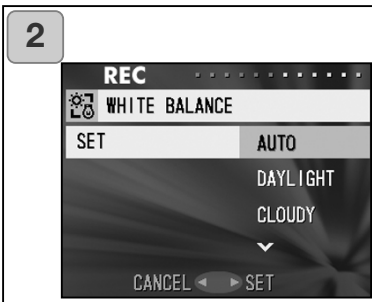 2
REC
WHITE BALANCE
SET AUTO
DAYLIGHT
CLOUDY
CANCEL SET